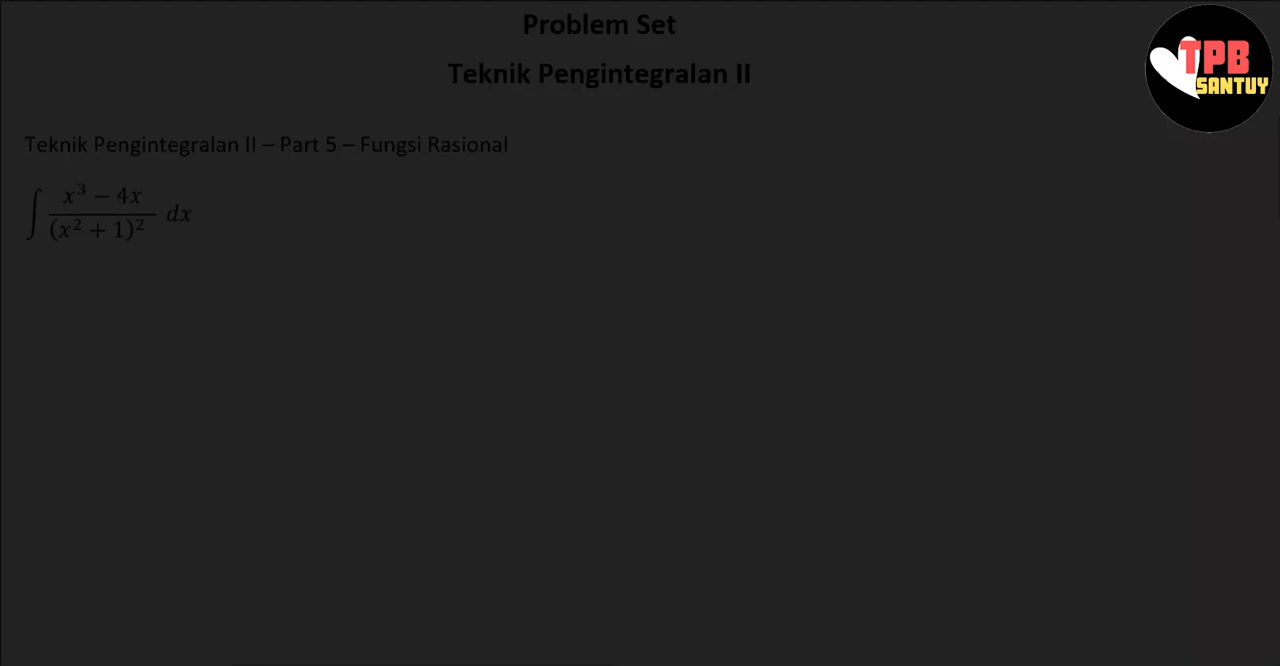 Problem Set
Teknik Pengintegralan II
TPB
SANTUY
Teknik Pengintegralan II – Part 5 – Fungsi Rasional
∫ (x³ − 4x)/((x² + 1)²) dx